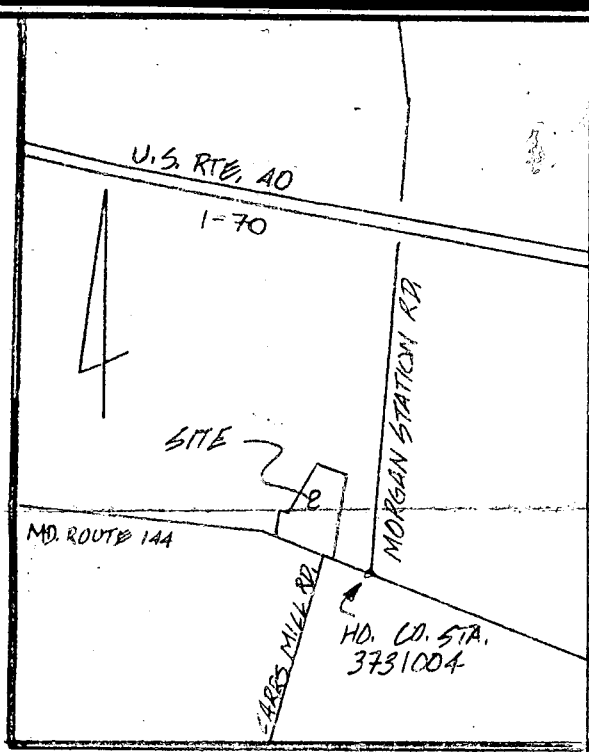 U.S. RTE. 40
I-70
MORGAN STATION RD.
SITE
MD. ROUTE 144
CARRS MILL RD.
HO. CO. STA.
3731004